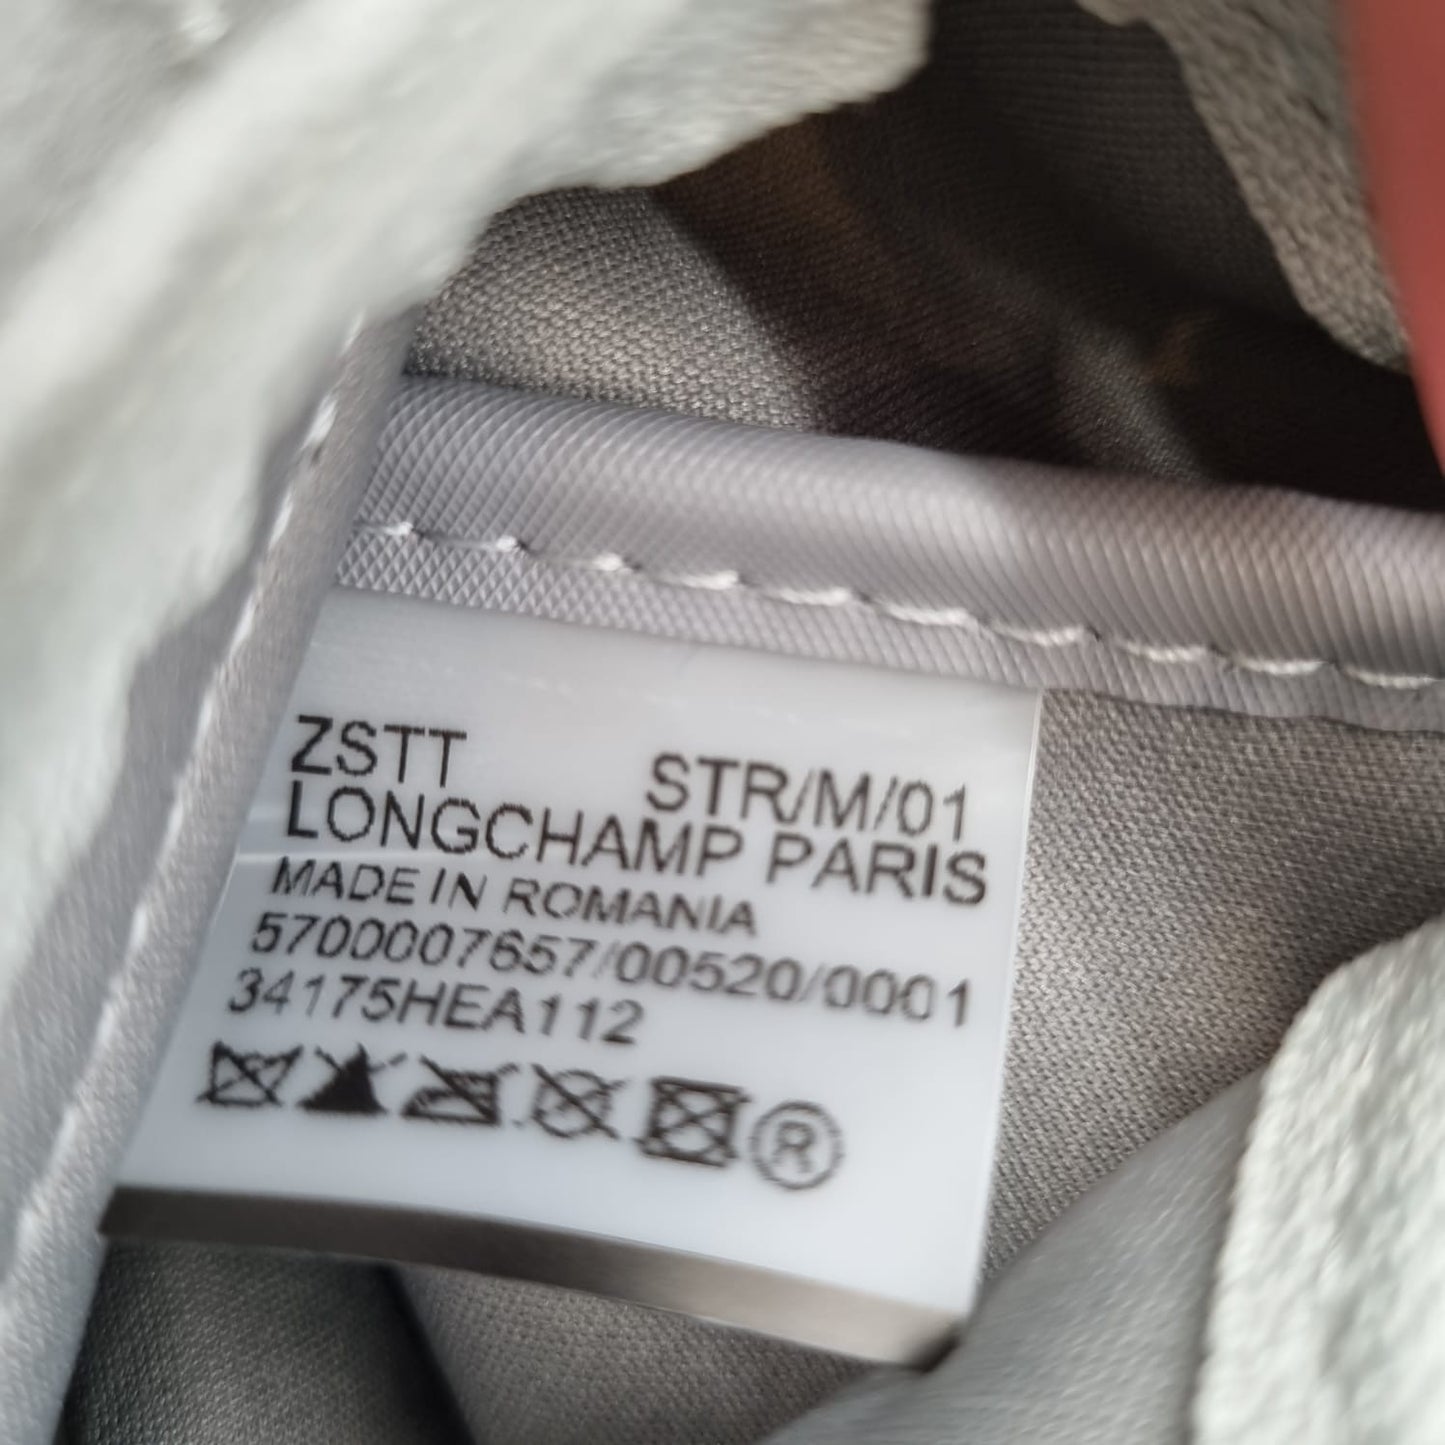 ZSTT STR/M/01
LONGCHAMP PARIS
MADE IN ROMANIA
5700007657/00520/0001
34175HEA112
®